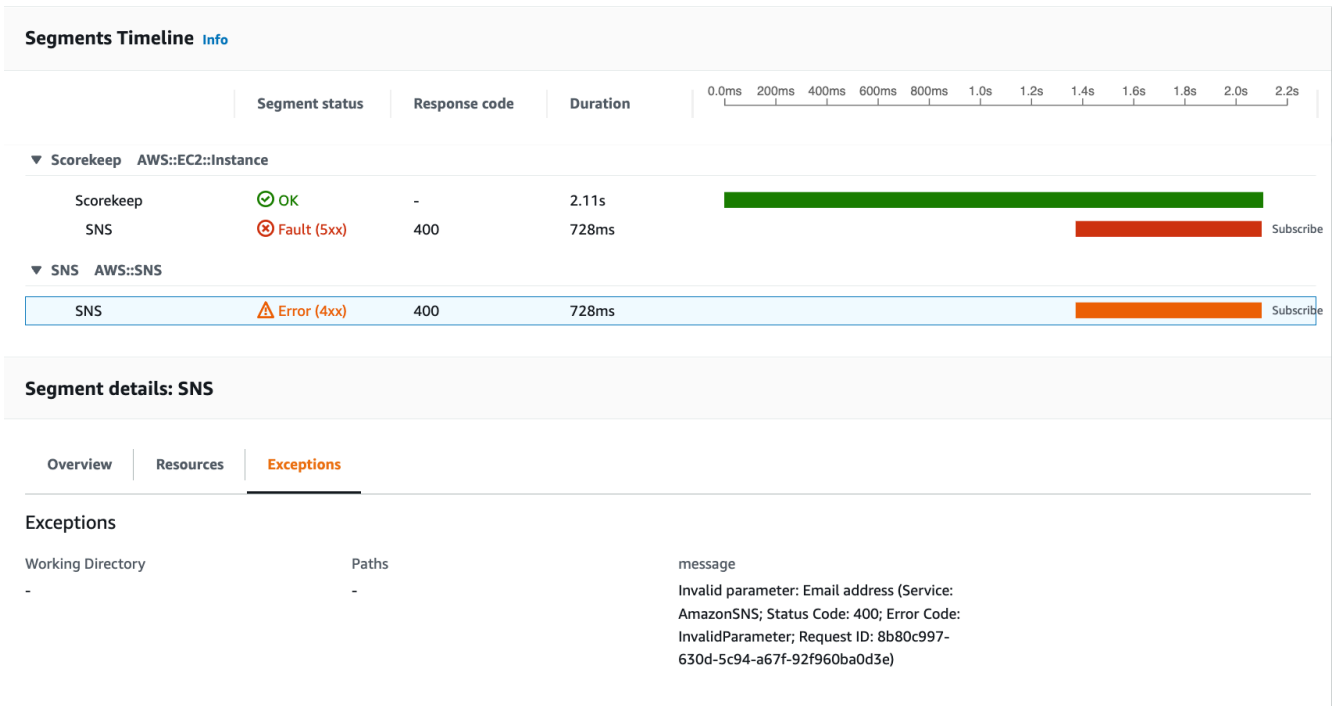 Segments Timeline Info
Segment status Response code Duration 0.0ms 200ms 400ms 600ms 800ms 1.0s 1.2s 1.4s 1.6s 1.8s 2.0s 2.2s
▼ Scorekeep AWS::EC2::Instance
Scorekeep OK - 2.11s
SNS Fault (5xx) 400 728ms Subscribe
▼ SNS AWS::SNS
SNS Error (4xx) 400 728ms Subscribe
Segment details: SNS
Overview Resources Exceptions
Exceptions
Working Directory Paths message
- - Invalid parameter: Email address (Service:
AmazonSNS; Status Code: 400; Error Code:
InvalidParameter; Request ID: 8b80c997-
630d-5c94-a67f-92f960ba0d3e)